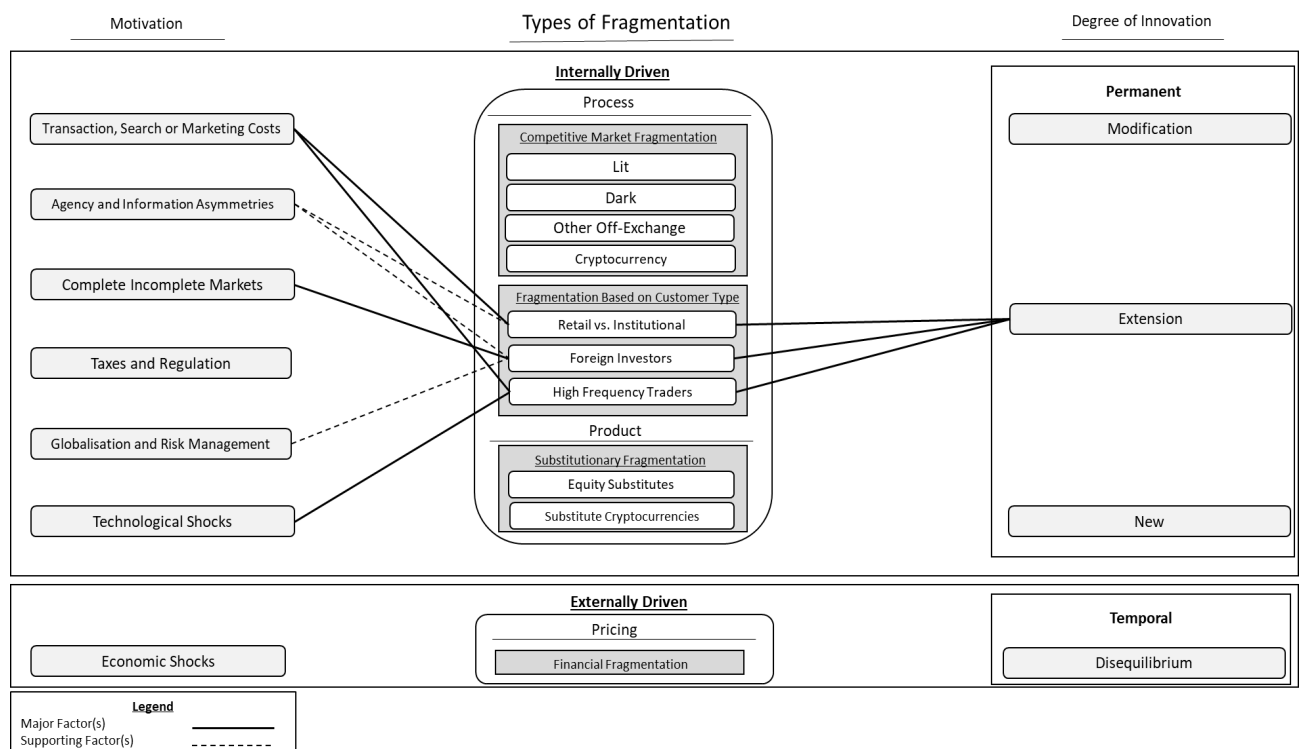 Motivation
Types of Fragmentation
Degree of Innovation
Internally Driven
Process
Permanent
Transaction, Search or Marketing Costs
Competitive Market Fragmentation
Modification
Lit
Agency and Information Asymmetries
Dark
Other Off-Exchange
Cryptocurrency
Complete Incomplete Markets
Fragmentation Based on Customer Type
Retail vs. Institutional
Extension
Taxes and Regulation
Foreign Investors
High Frequency Traders
Product
Globalisation and Risk Management
Substitutionary Fragmentation
Equity Substitutes
Technological Shocks
Substitute Cryptocurrencies
New
Externally Driven
Temporal
Pricing
Economic Shocks
Financial Fragmentation
Disequilibrium
Legend
Major Factor(s)
Supporting Factor(s)